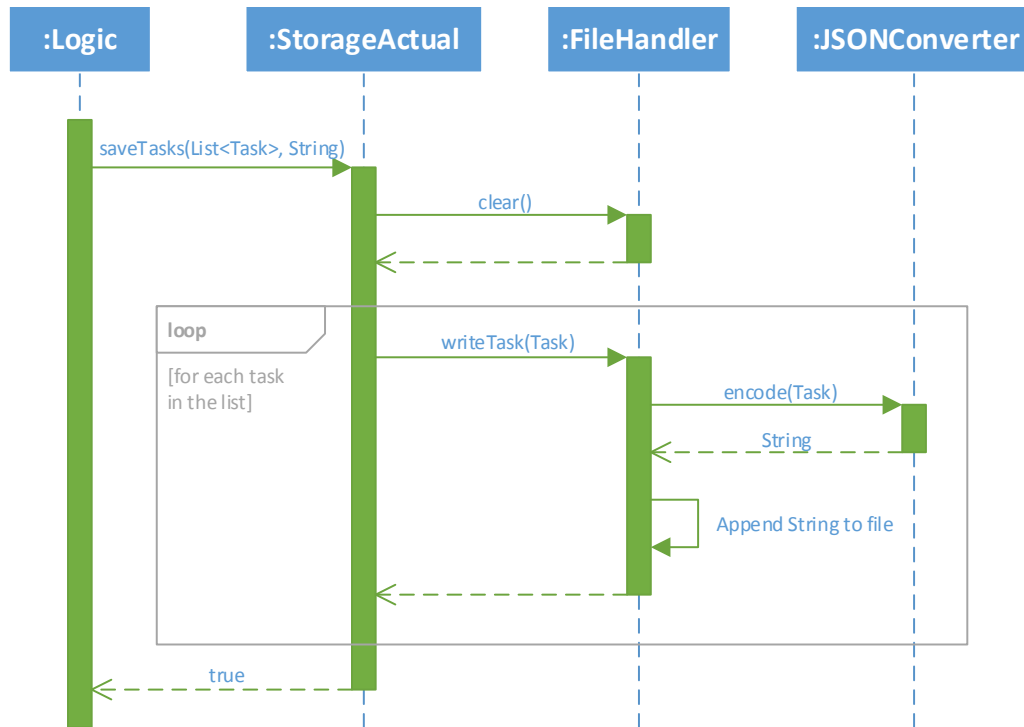 :Logic
:StorageActual
:FileHandler
:JSONConverter
saveTasks(List<Task>, String)
clear()
loop
[for each task
in the list]
writeTask(Task)
encode(Task)
String
Append String to file
true